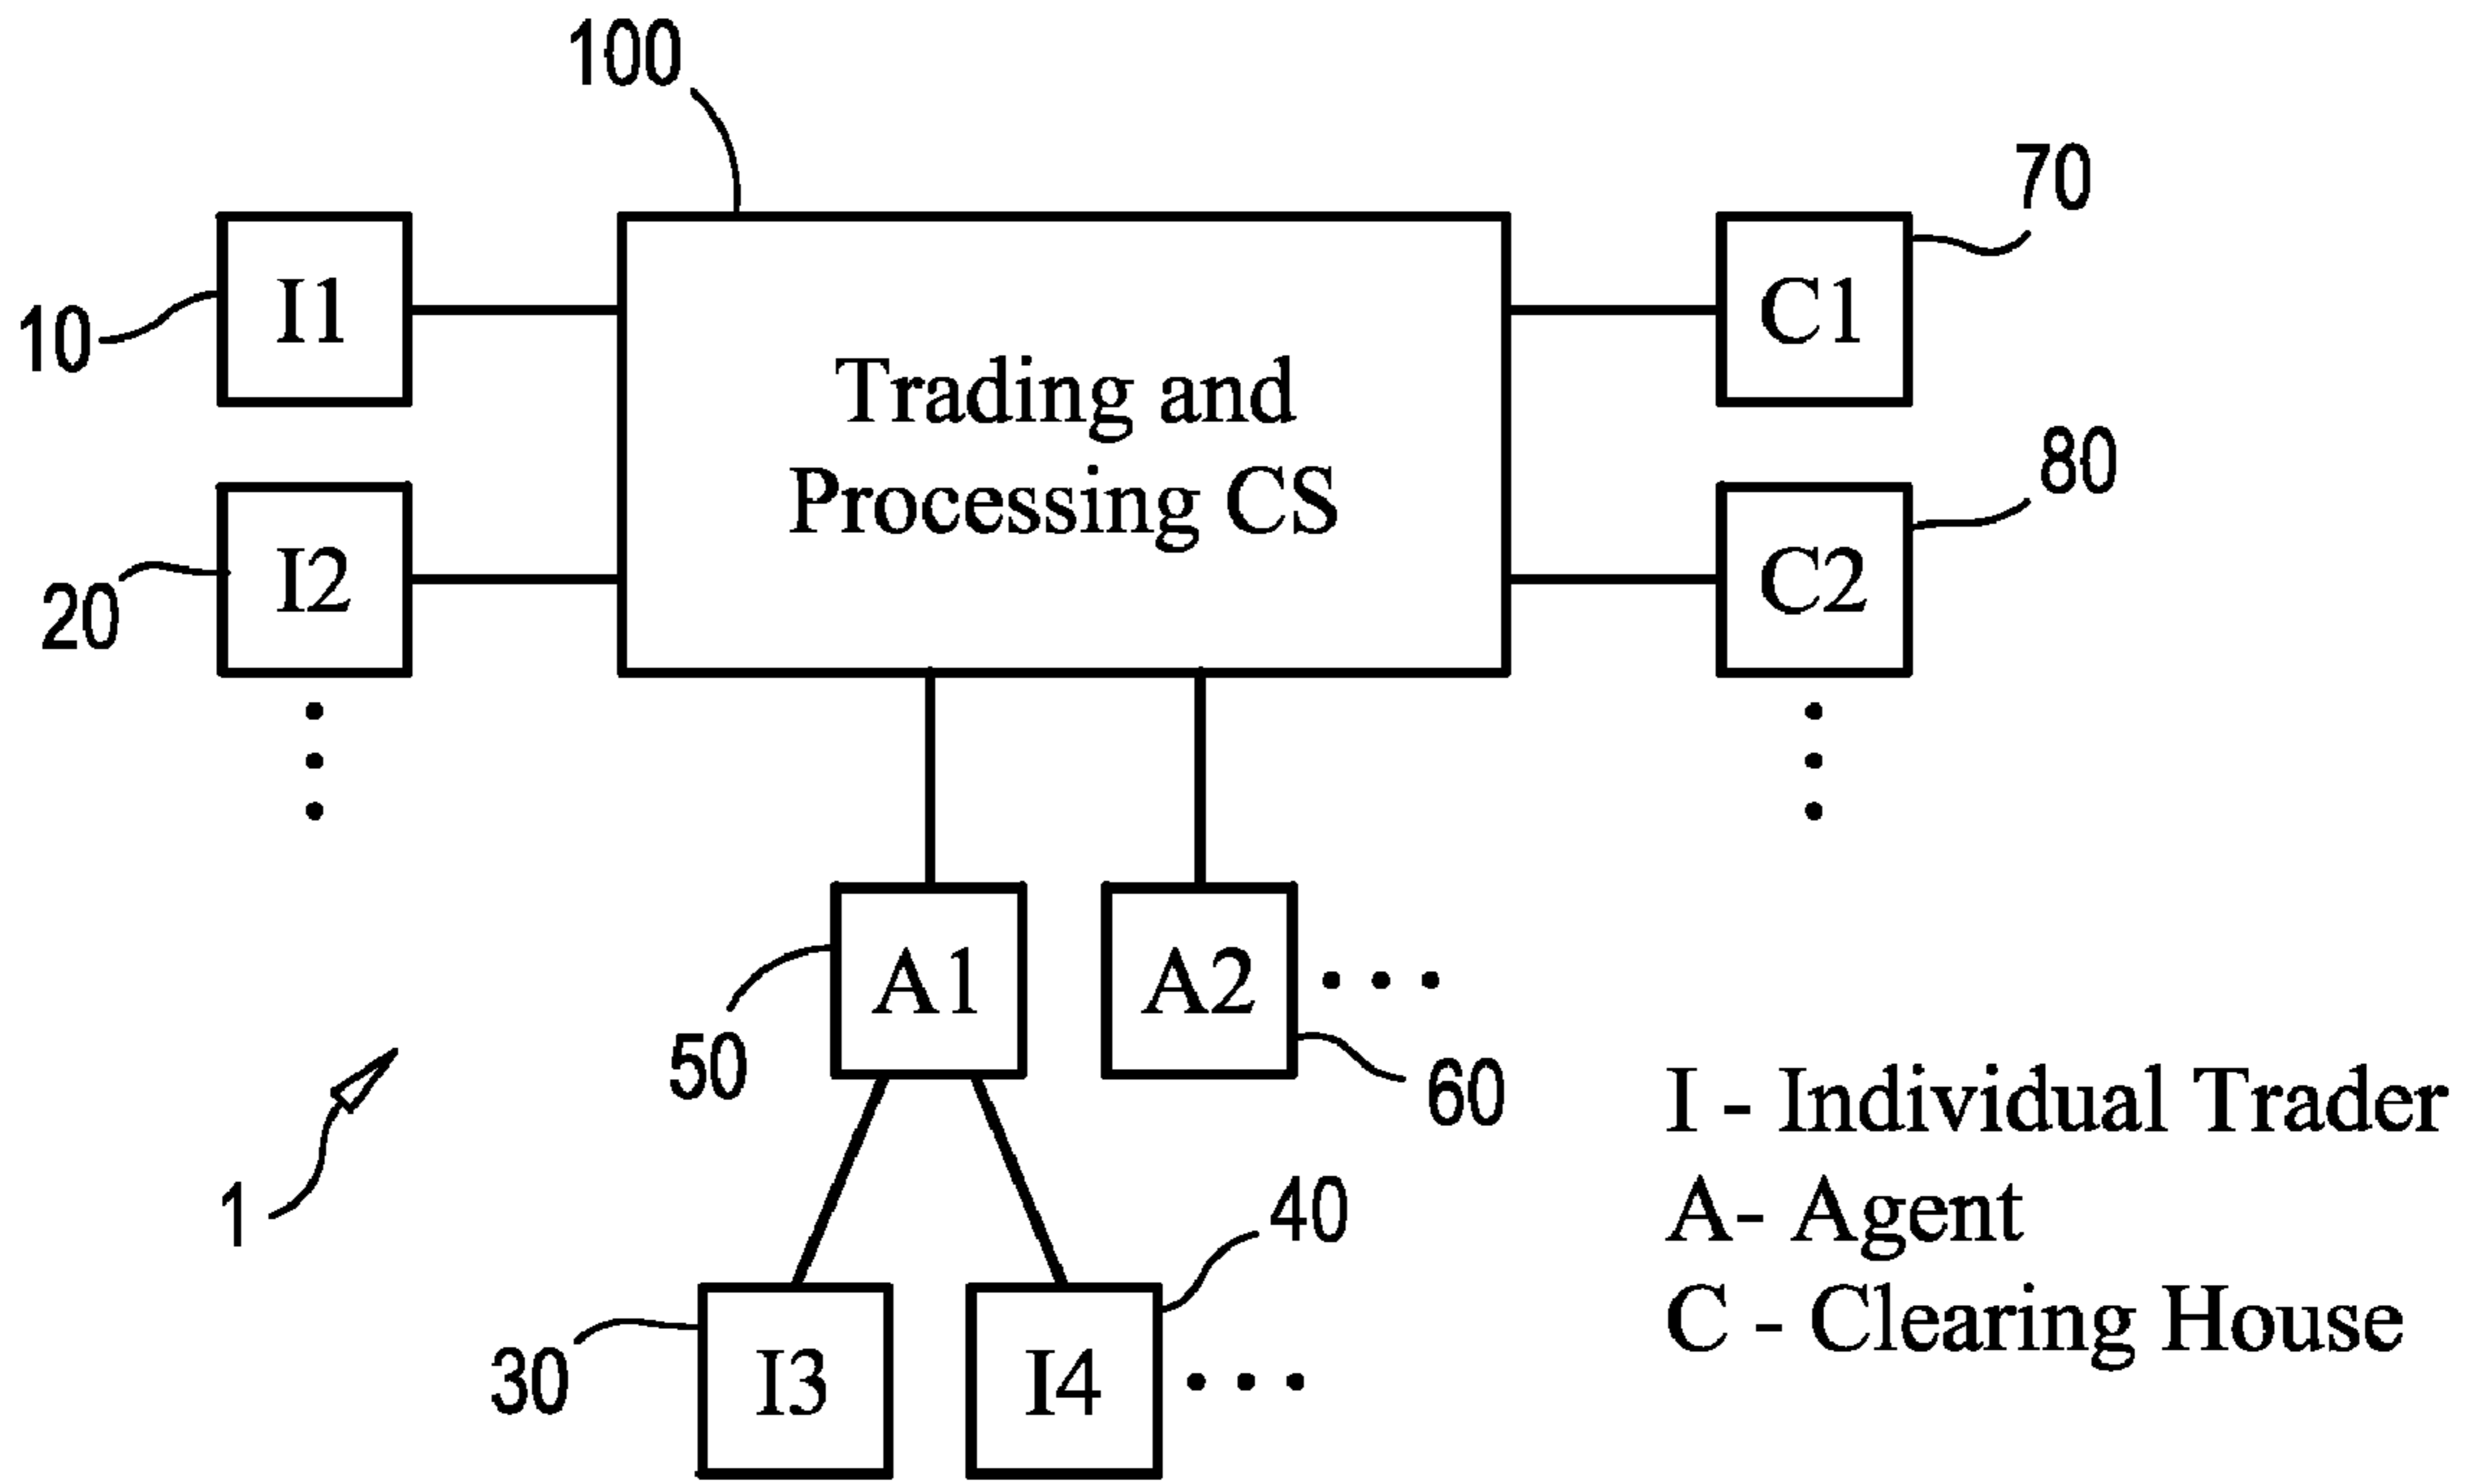 100
70
I1
C1
10
Trading and
Processing CS
80
I2
C2
20
A1
A2
50
60
I - Individual Trader
1
40
A- Agent
C - Clearing House
30
I3
I4